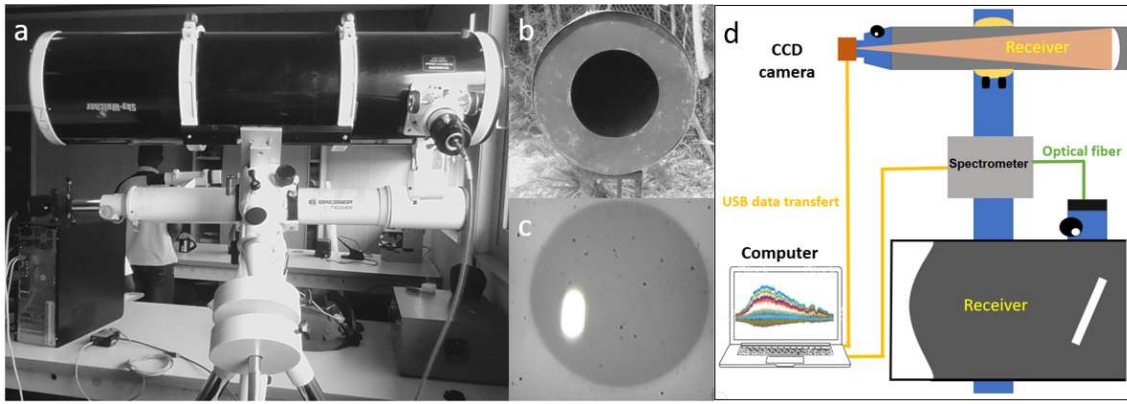 a
Sky-Watcher
BRESSER
b
c
d
CCD
camera
Receiver
Spectrometer
Optical fiber
USB data transfert
Computer
Receiver